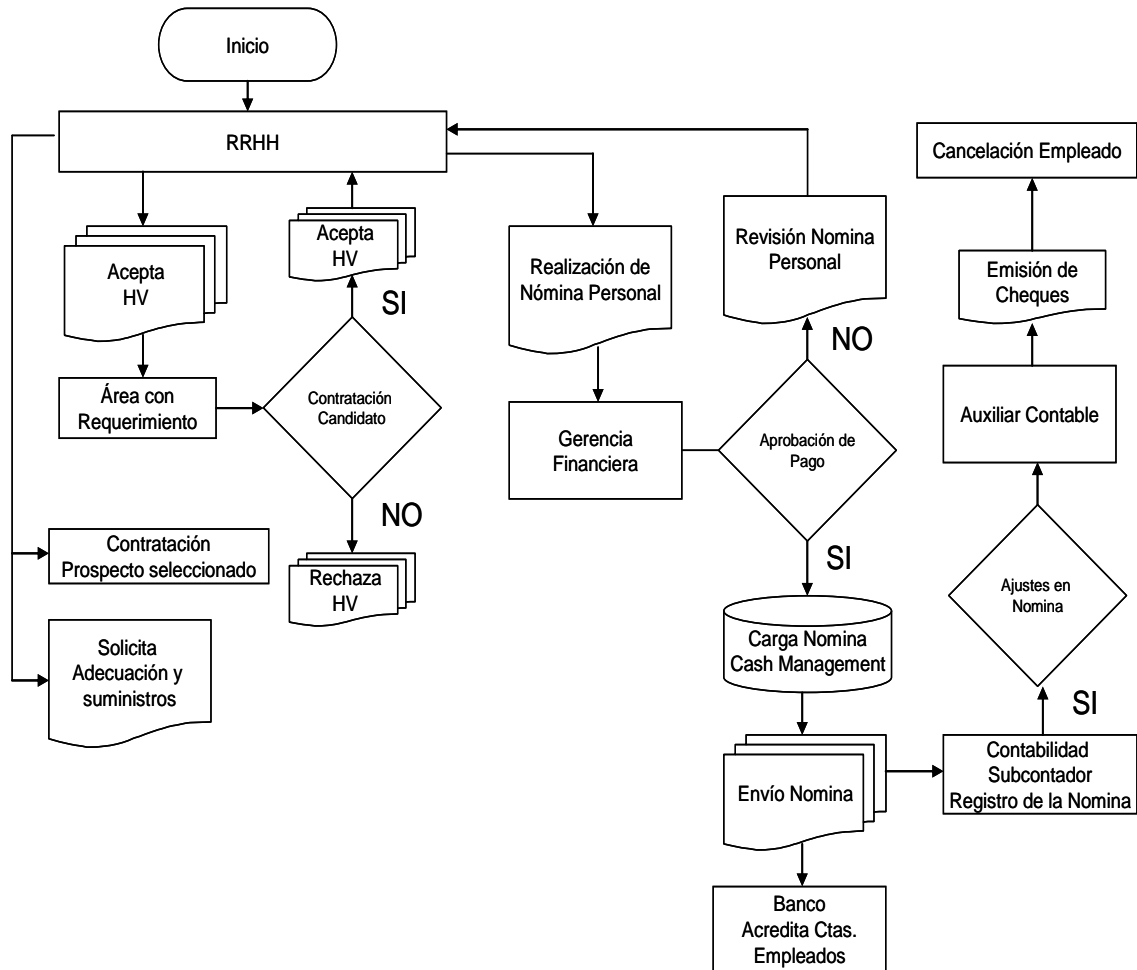 Inicio
RRHH
Acepta
HV
Área con
Requerimiento
Acepta
HV
SI
Contratación
Candidato
NO
Rechaza
HV
Contratación
Prospecto seleccionado
Solicita
Adecuación y
suministros
Realización de
Nómina Personal
Gerencia
Financiera
Revisión Nomina
Personal
NO
Aprobación de
Pago
SI
Carga Nomina
Cash Management
Envío Nomina
Banco
Acredita Ctas.
Empleados
Cancelación Empleado
Emisión de
Cheques
Auxiliar Contable
Ajustes en
Nomina
SI
Contabilidad
Subcontador
Registro de la Nomina